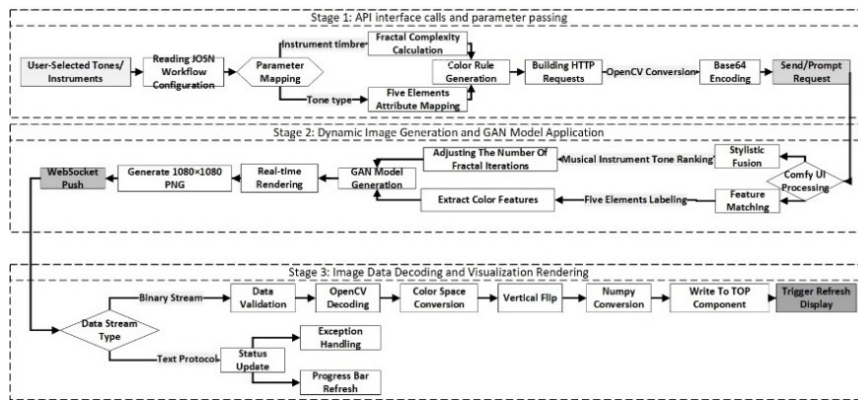 Stage 1: API interface calls and parameter passing
User-Selected Tones/
Instruments
Reading JOSN
Workflow
Configuration
Parameter
Mapping
Instrument timbre
Fractal Complexity
Calculation
Tone type
Five Elements
Attribute Mapping
Color Rule
Generation
Building HTTP
Requests
OpenCV Conversion
Base64
Encoding
Send/Prompt
Request
Stage 2: Dynamic Image Generation and GAN Model Application
WebSocket
Push
Generate 1080×1080
PNG
Real-time
Rendering
GAN Model
Generation
Adjusting The Number Of
Fractal Iterations
Musical Instrument Tone Ranking
Stylistic
Fusion
Comfy UI
Processing
Extract Color Features
Five Elements Labeling
Feature
Matching
Stage 3: Image Data Decoding and Visualization Rendering
Data Stream
Type
Binary Stream
Data
Validation
OpenCV
Decoding
Color Space
Conversion
Vertical Flip
Numpy
Conversion
Write To TOP
Component
Trigger Refresh
Display
Text Protocol
Status
Update
Exception
Handling
Progress Bar
Refresh